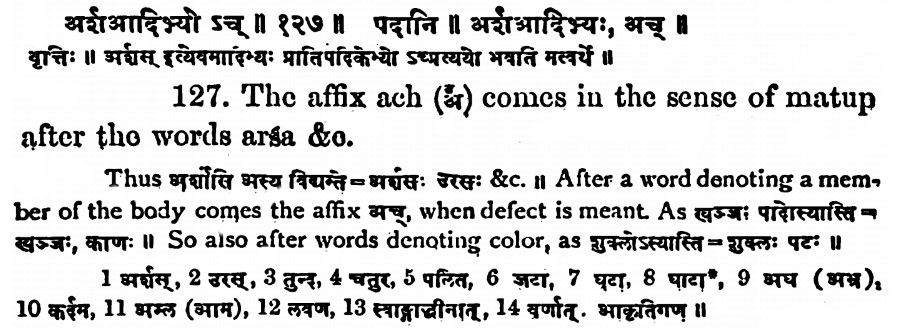 अर्शआदिभ्यो ऽच् ॥ १२७ ॥ पदानि ॥ अर्शआदिभ्यः, अच् ॥
वृत्तिः ॥ अर्शस् इत्येवमादिभ्यः प्रातिपदिकेभ्यो ऽच्प्रत्ययो भवति मत्वर्थे ॥
127. The affix ach (अँ) comes in the sense of matup
after the words arśa &c.
Thus अर्शांसि अस्य विद्यन्ते = अर्शसः उरसः &c. ॥ After a word denoting a mem-
ber of the body comes the affix अच्, when defect is meant. As खञ्जः पादोस्यास्ति =
खञ्जः, काणः ॥ So also after words denoting color, as शुक्लोऽस्यास्ति = शुक्लः पटः ॥
1 अर्शस्, 2 उरस्, 3 तुन्द, 4 चतुर, 5 पलित, 6 जटा, 7 घटा, 8 घाटा*, 9 अघ (अभ्र),
10 कर्दम, 11 अम्ल (आम), 12 लवण, 13 स्वाङ्गाद्धीनात्, 14 वर्णात्. आकृतिगण ॥